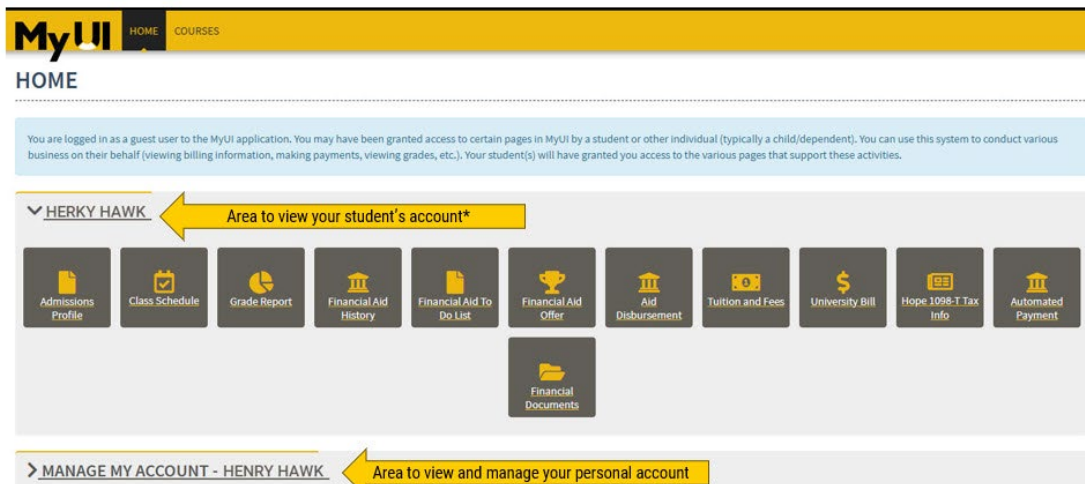 MyUI HOME COURSES
HOME
You are logged in as a guest user to the MyUI application. You may have been granted access to certain pages in MyUI by a student or other individual (typically a child/dependent). You can use this system to conduct various
business on their behalf (viewing billing information, making payments, viewing grades, etc.). Your student(s) will have granted you access to the various pages that support these activities.
HERKY HAWK
Area to view your student's account*
Admissions
Profile
Class Schedule
Grade Report
Financial Aid
History
Financial Aid To
Do List
Financial Aid
Offer
Aid
Disbursement
Tuition and Fees
University Bill
Hope 1098-T Tax
Info
Automated
Payment
Financial
Documents
MANAGE MY ACCOUNT - HENRY HAWK
Area to view and manage your personal account